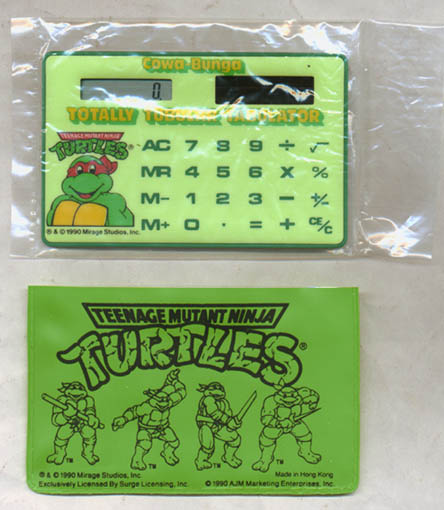 Cowa-Bunga
0.
TOTALLY TUBULAR TABULATOR
TEENAGE MUTANT NINJA
TURTLES®
AC 7 8 9 ÷ √
MR 4 5 6 X %
M- 1 2 3 - +/-
M+ 0 · = + CE/C
® & © 1990 Mirage Studios, Inc.
TEENAGE MUTANT NINJA
TURTLES®
TM TM TM TM
® & © 1990 Mirage Studios, Inc. Made in Hong Kong
Exclusively Licensed By Surge Licensing, Inc. © 1990 AJM Marketing Enterprises, Inc.